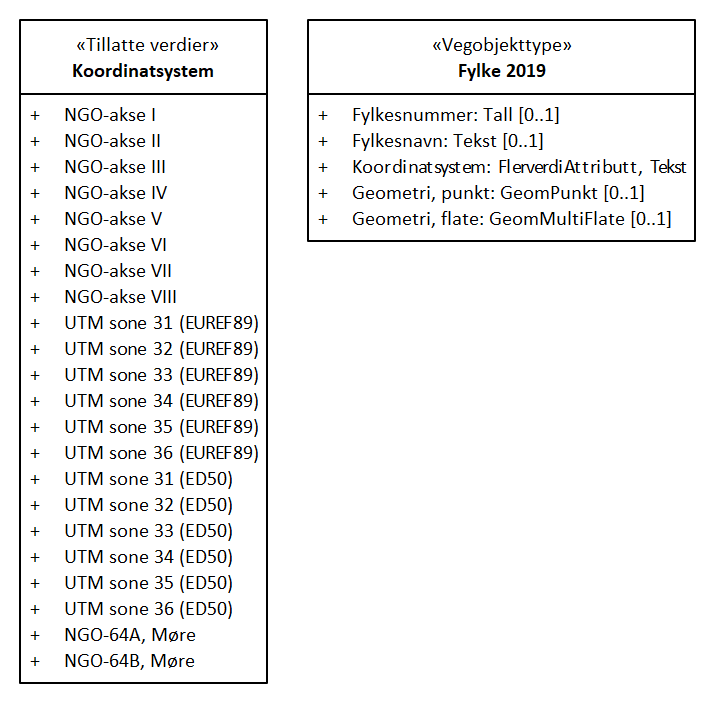 «Tillatte verdier»
Koordinatsystem
+ NGO-akse I
+ NGO-akse II
+ NGO-akse III
+ NGO-akse IV
+ NGO-akse V
+ NGO-akse VI
+ NGO-akse VII
+ NGO-akse VIII
+ UTM sone 31 (EUREF89)
+ UTM sone 32 (EUREF89)
+ UTM sone 33 (EUREF89)
+ UTM sone 34 (EUREF89)
+ UTM sone 35 (EUREF89)
+ UTM sone 36 (EUREF89)
+ UTM sone 31 (ED50)
+ UTM sone 32 (ED50)
+ UTM sone 33 (ED50)
+ UTM sone 34 (ED50)
+ UTM sone 35 (ED50)
+ UTM sone 36 (ED50)
+ NGO-64A, Møre
+ NGO-64B, Møre
«Vegobjekttype»
Fylke 2019
+ Fylkesnummer: Tall [0..1]
+ Fylkesnavn: Tekst [0..1]
+ Koordinatsystem: FlerverdiAttributt, Tekst
+ Geometri, punkt: GeomPunkt [0..1]
+ Geometri, flate: GeomMultiFlate [0..1]